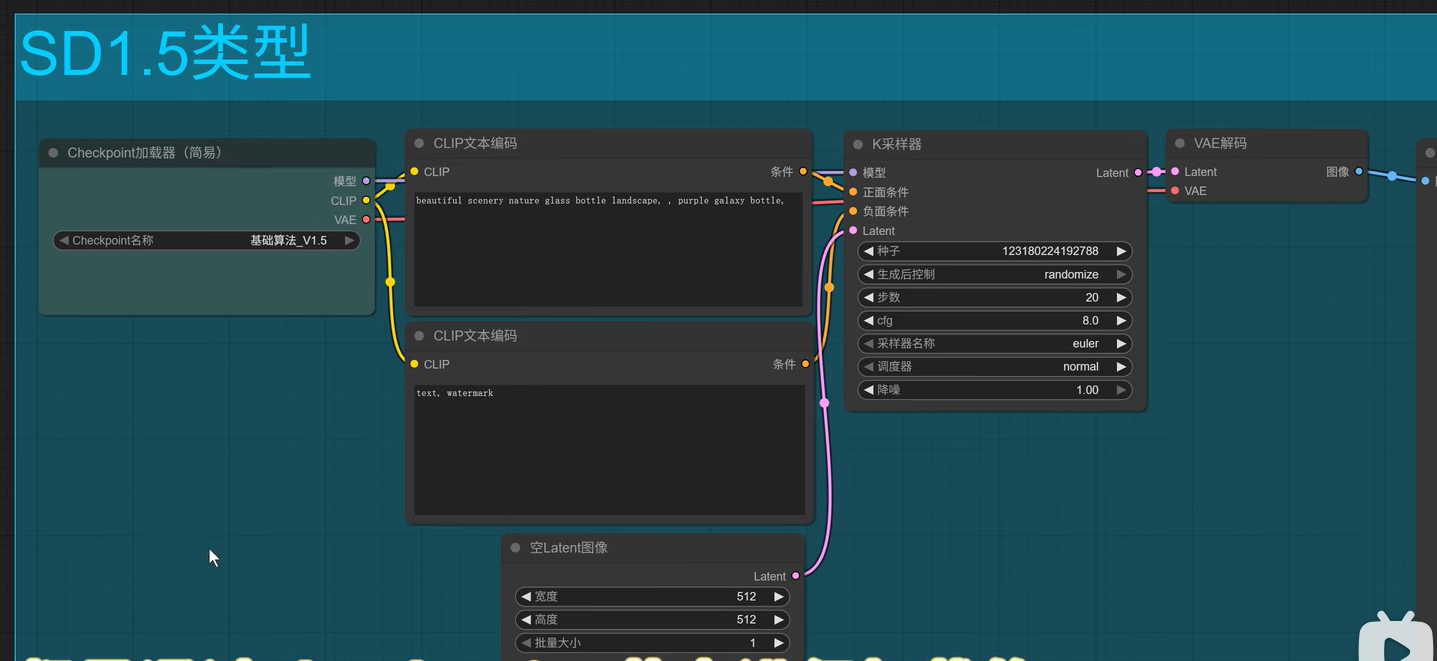 SD1.5类型
Checkpoint加载器（简易）
模型
CLIP
VAE
Checkpoint名称 基础算法_V1.5
CLIP文本编码
CLIP 条件
beautiful scenery nature glass bottle landscape, , purple galaxy bottle,
CLIP文本编码
CLIP 条件
text, watermark
空Latent图像
Latent
宽度 512
高度 512
批量大小 1
K采样器
模型 Latent
正面条件
负面条件
Latent
种子 123180224192788
生成后控制 randomize
步数 20
cfg 8.0
采样器名称 euler
调度器 normal
降噪 1.00
VAE解码
Latent 图像
VAE